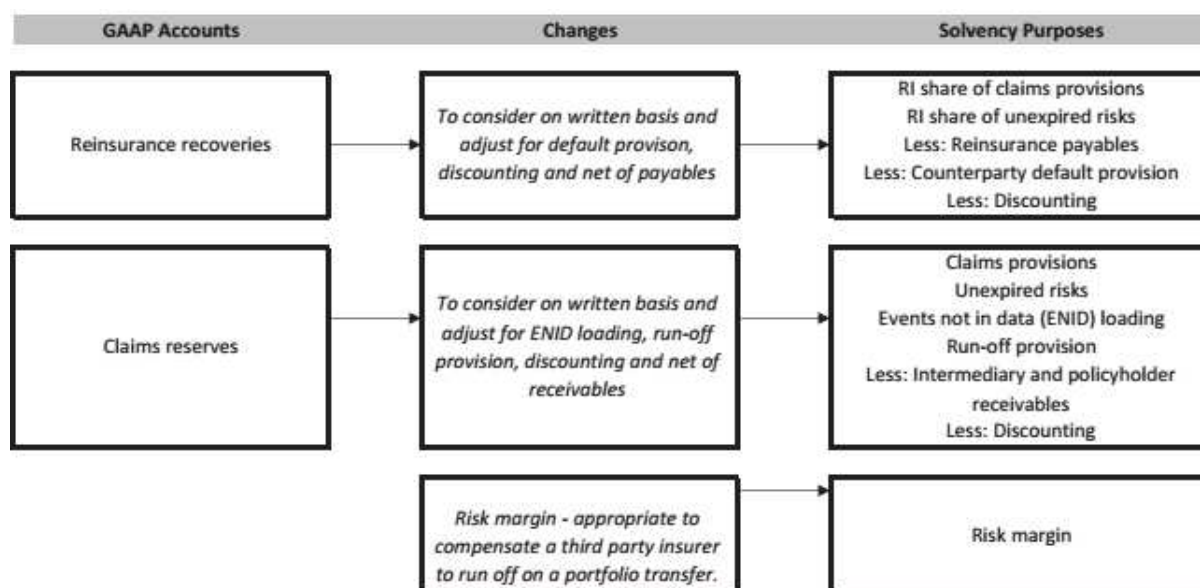 GAAP Accounts
Changes
Solvency Purposes
Reinsurance recoveries
To consider on written basis and
adjust for default provison,
discounting and net of payables
RI share of claims provisions
RI share of unexpired risks
Less: Reinsurance payables
Less: Counterparty default provision
Less: Discounting
Claims reserves
To consider on written basis and
adjust for ENID loading, run-off
provision, discounting and net of
receivables
Claims provisions
Unexpired risks
Events not in data (ENID) loading
Run-off provision
Less: Intermediary and policyholder
receivables
Less: Discounting
Risk margin - appropriate to
compensate a third party insurer
to run off on a portfolio transfer.
Risk margin